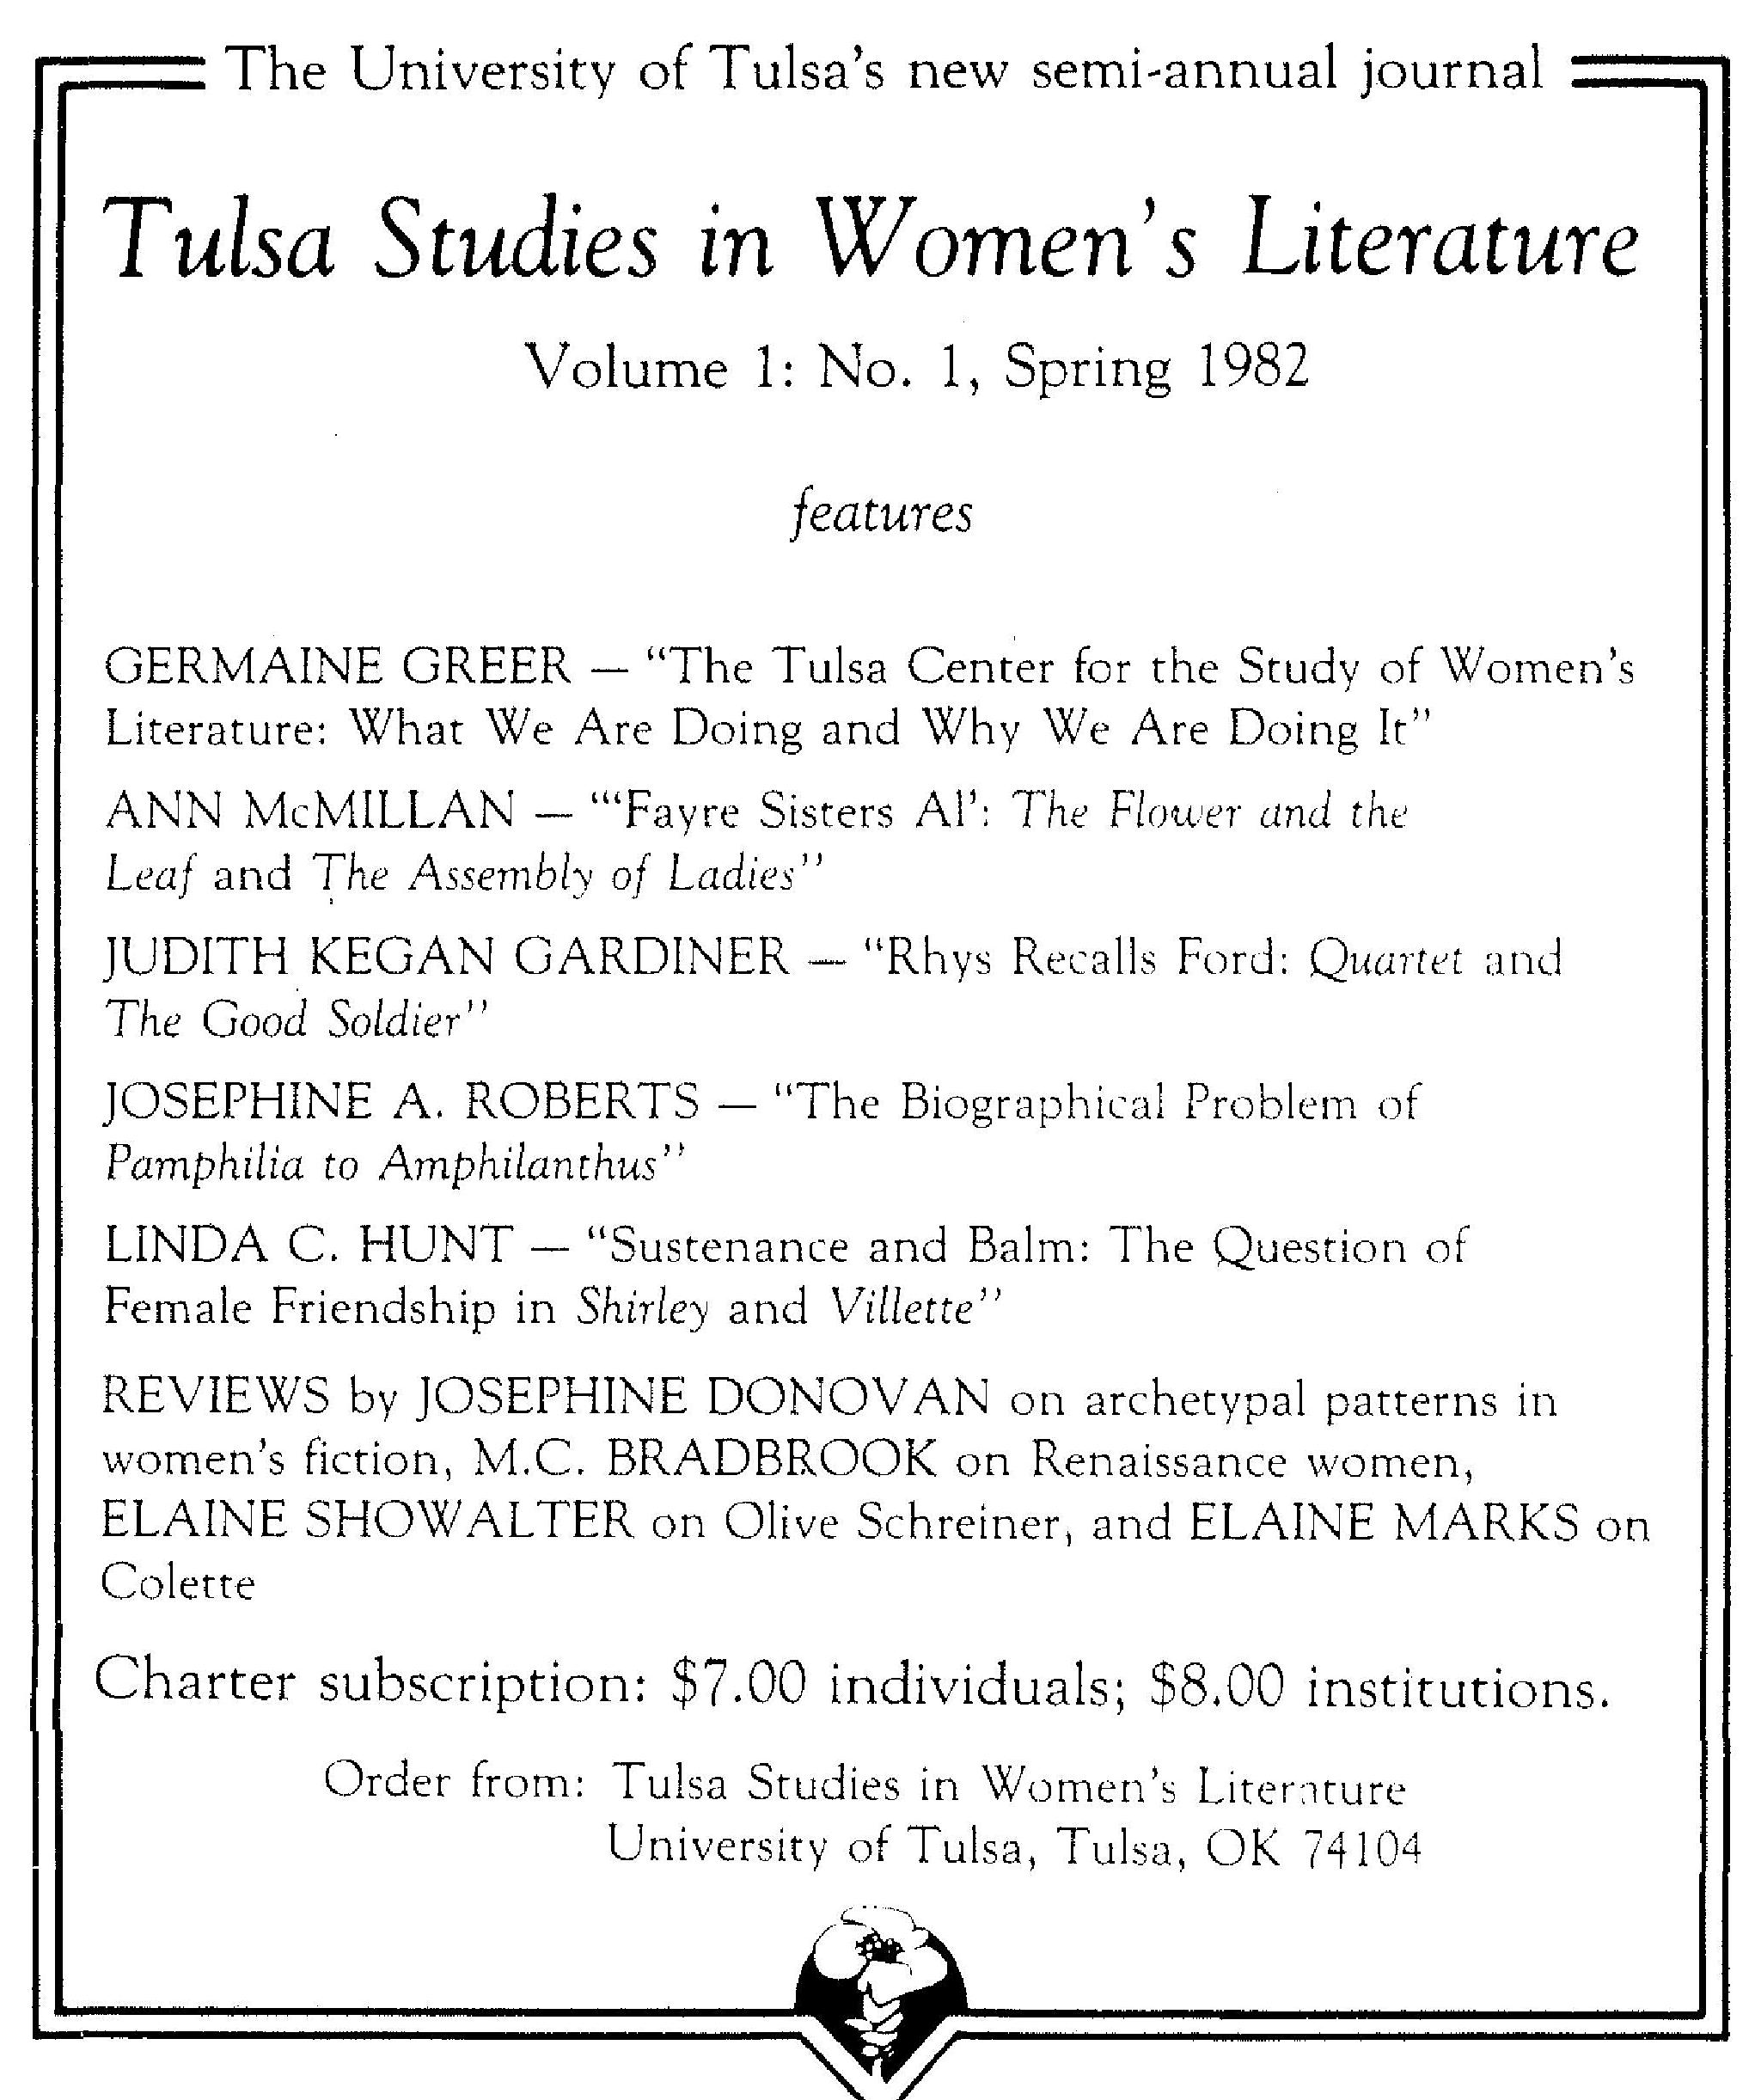 The University of Tulsa's new semi-annual journal
Tulsa Studies in Women's Literature
Volume 1: No. 1, Spring 1982
features
GERMAINE GREER — “The Tulsa Center for the Study of Women's
Literature: What We Are Doing and Why We Are Doing It”
ANN McMILLAN — “‘Fayre Sisters Al’: The Flower and the
Leaf and The Assembly of Ladies”
JUDITH KEGAN GARDINER — “Rhys Recalls Ford: Quartet and
The Good Soldier”
JOSEPHINE A. ROBERTS — “The Biographical Problem of
Pamphilia to Amphilanthus”
LINDA C. HUNT — “Sustenance and Balm: The Question of
Female Friendship in Shirley and Villette”
REVIEWS by JOSEPHINE DONOVAN on archetypal patterns in
women's fiction, M.C. BRADBROOK on Renaissance women,
ELAINE SHOWALTER on Olive Schreiner, and ELAINE MARKS on
Colette
Charter subscription: $7.00 individuals; $8.00 institutions.
Order from: Tulsa Studies in Women's Literature
University of Tulsa, Tulsa, OK 74104